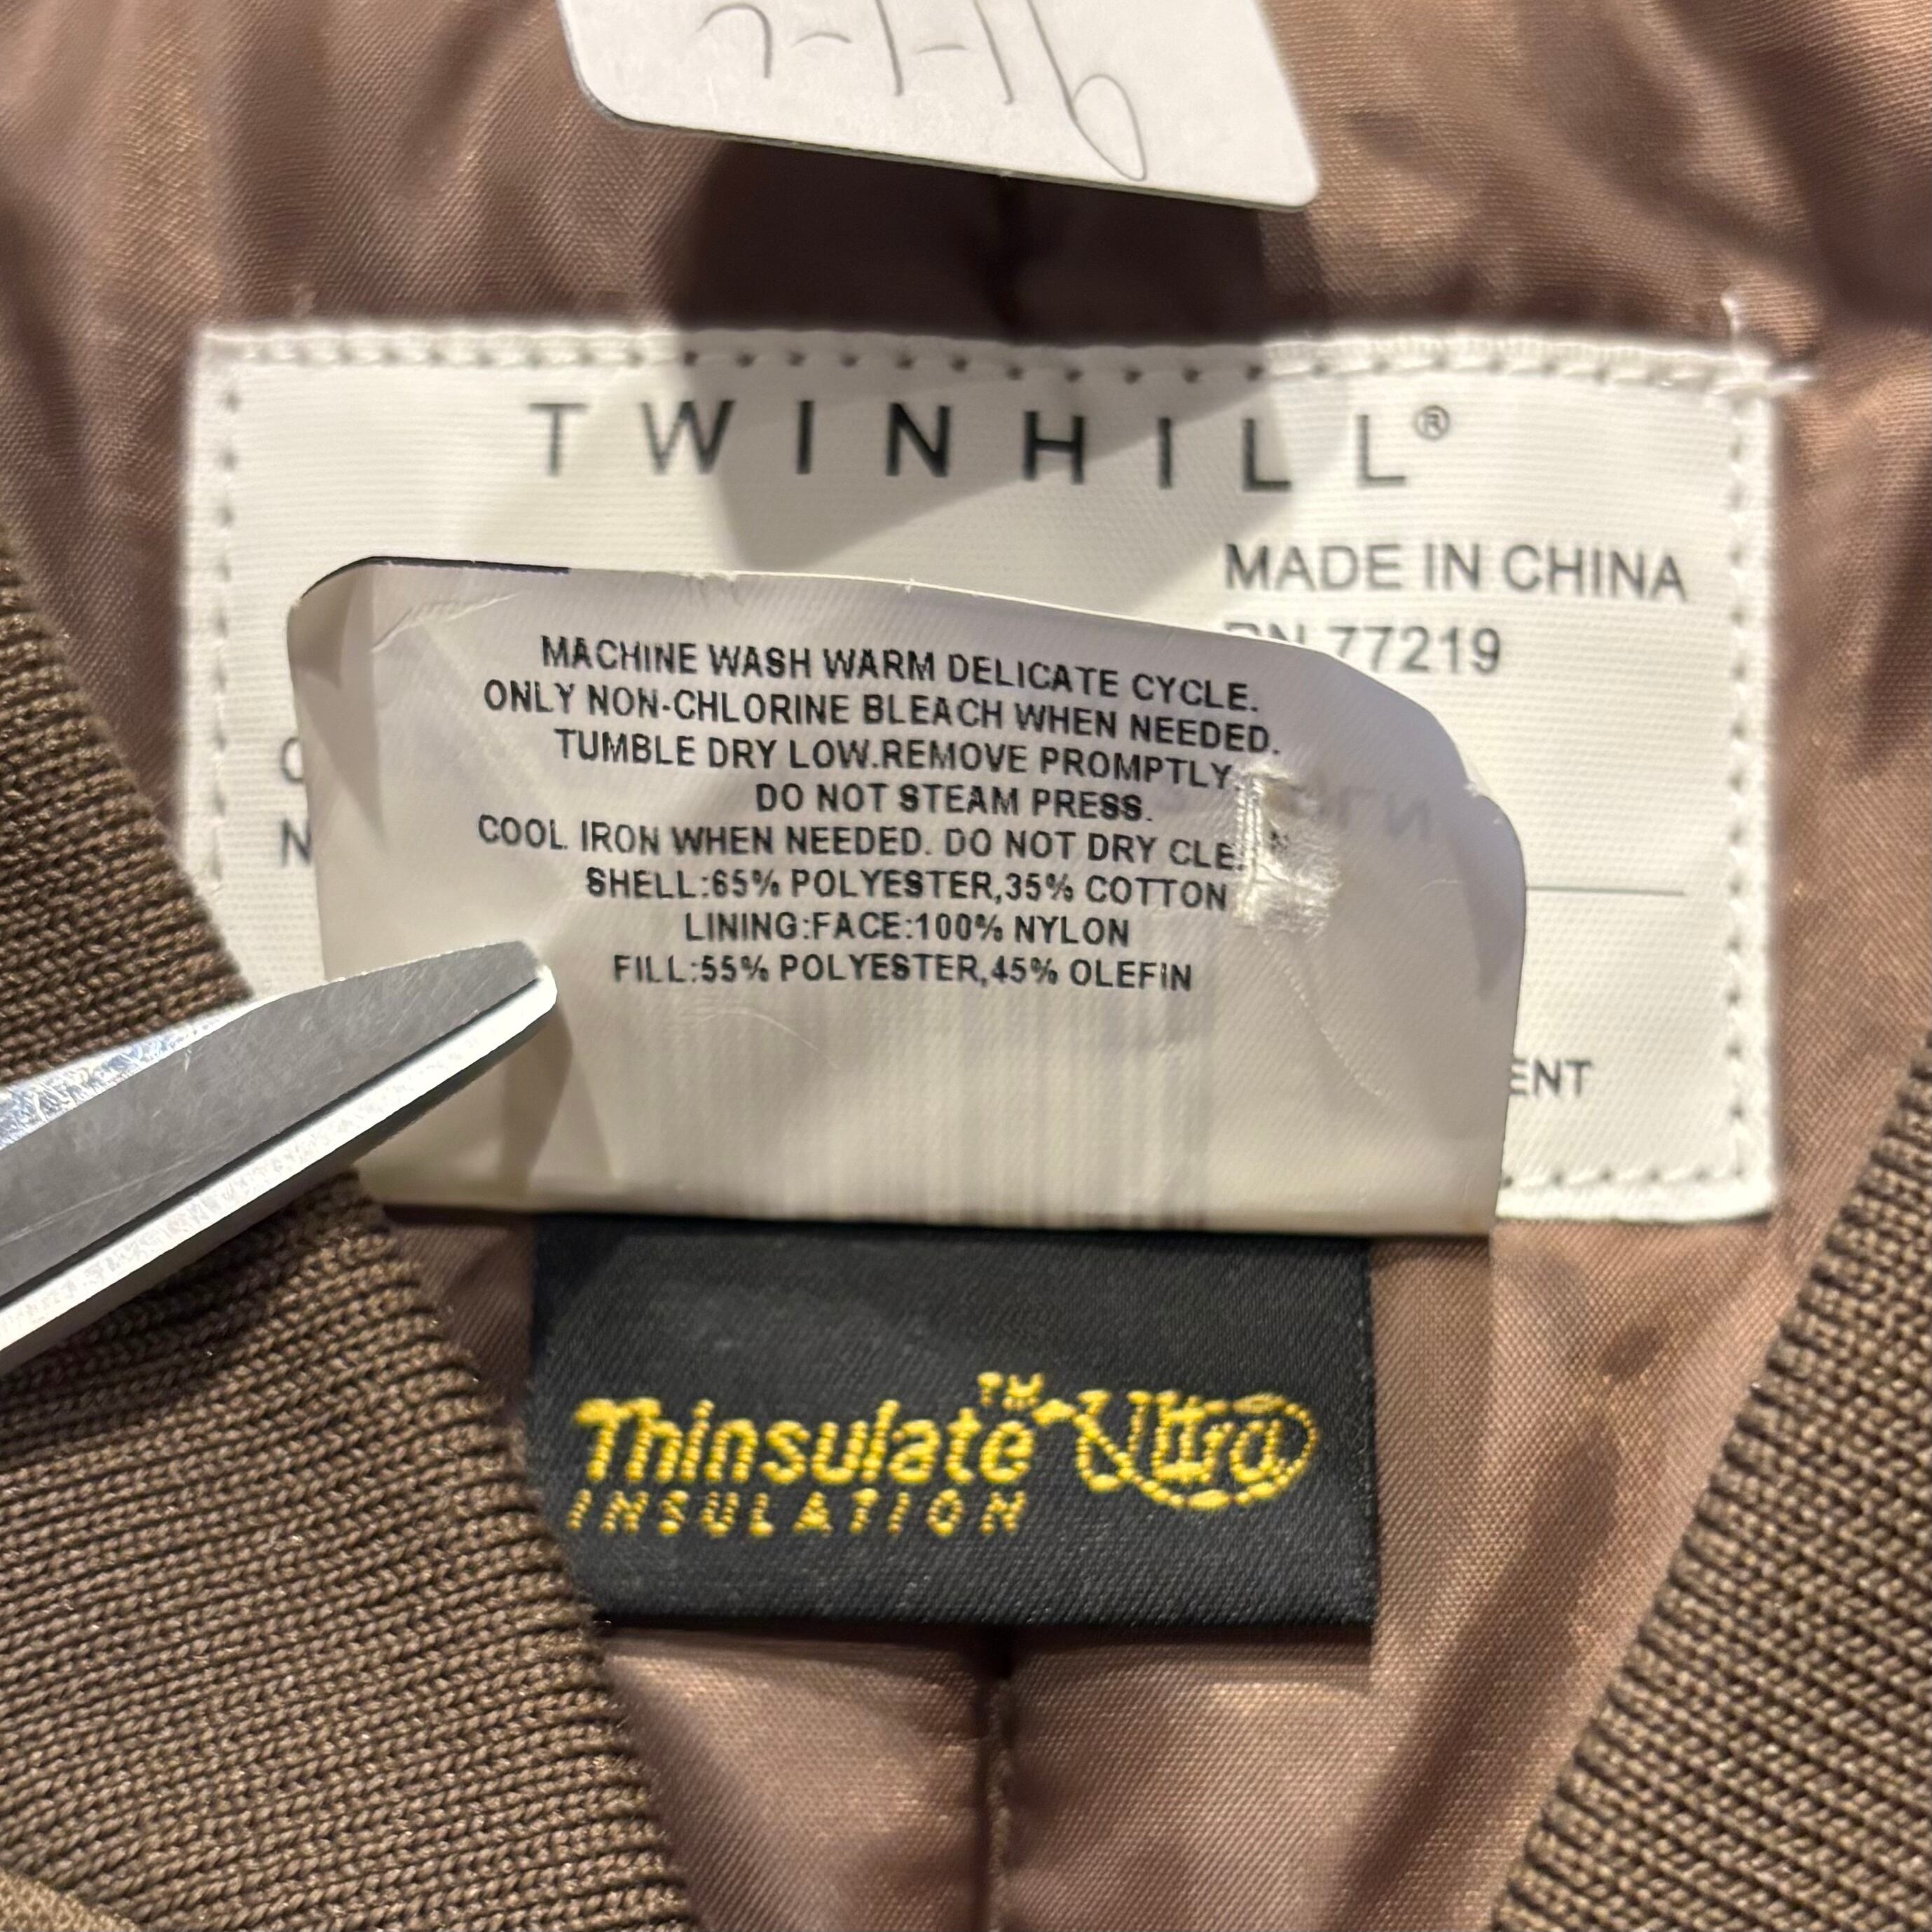 TWINHILL®
MADE IN CHINA
RN 77219
MACHINE WASH WARM DELICATE CYCLE.
ONLY NON-CHLORINE BLEACH WHEN NEEDED.
TUMBLE DRY LOW.REMOVE PROMPTLY.
DO NOT STEAM PRESS.
COOL IRON WHEN NEEDED. DO NOT DRY
SHELL:65% POLYESTER,35% COTTON
LINING:FACE:100% NYLON
FILL:55% POLYESTER,45% OLEFIN
Thinsulate™ Ultra
INSULATION